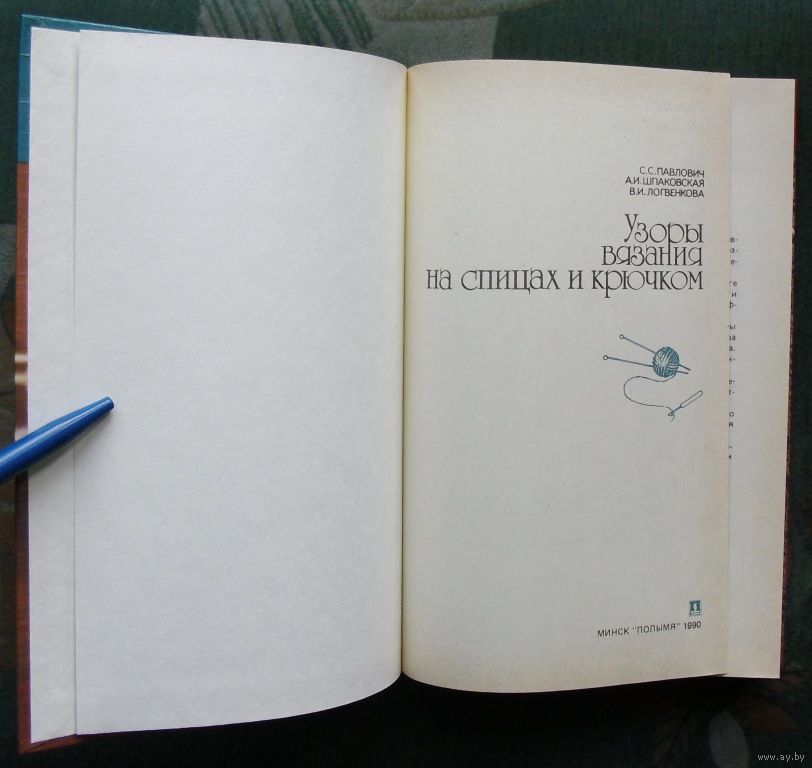 С.С.ПАВЛОВИЧ
А.И.ШПАКОВСКАЯ
В.И.ЛОГВЕНКОВА
Узоры
вязания
на спицах и крючком
МИНСК "ПОЛЫМЯ" 1990
www.ay.by